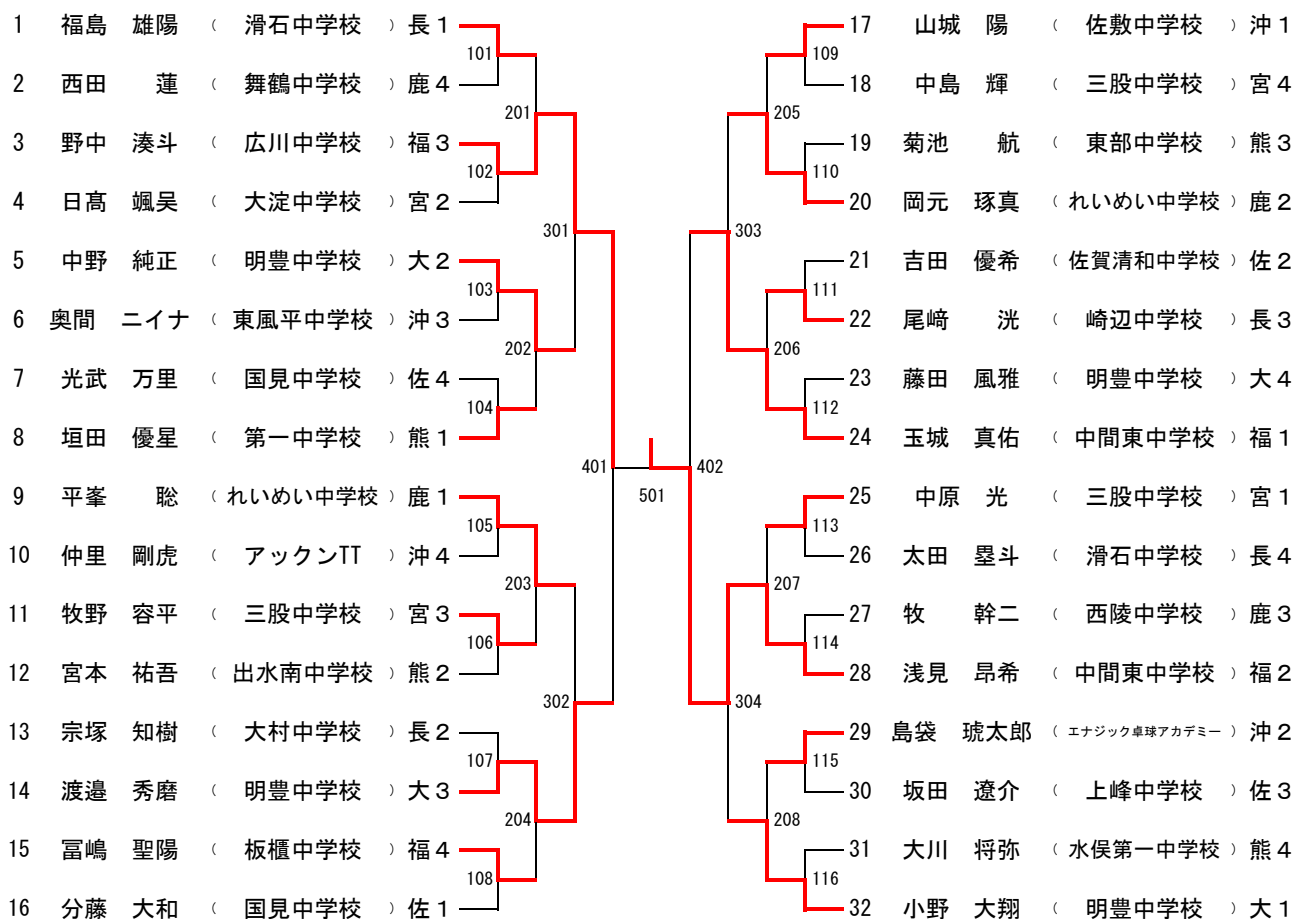 1 福島 雄陽 ( 滑石中学校 ) 長 1
2 西田 蓮 ( 舞鶴中学校 ) 鹿 4
3 野中 湊斗 ( 広川中学校 ) 福 3
4 日髙 颯昊 ( 大淀中学校 ) 宮 2
5 中野 純正 ( 明豊中学校 ) 大 2
6 奥間 ニイナ ( 東風平中学校 ) 沖 3
7 光武 万里 ( 国見中学校 ) 佐 4
8 垣田 優星 ( 第一中学校 ) 熊 1
9 平峯 聡 ( れいめい中学校 ) 鹿 1
10 仲里 剛虎 ( アックンTT ) 沖 4
11 牧野 容平 ( 三股中学校 ) 宮 3
12 宮本 祐吾 ( 出水南中学校 ) 熊 2
13 宗塚 知樹 ( 大村中学校 ) 長 2
14 渡邉 秀磨 ( 明豊中学校 ) 大 3
15 冨嶋 聖陽 ( 板櫃中学校 ) 福 4
16 分藤 大和 ( 国見中学校 ) 佐 1
101
102
103
104
105
106
107
108
201
202
203
204
301
302
401
501
402
303
304
205
206
207
208
109
110
111
112
113
114
115
116
17 山城 陽 ( 佐敷中学校 ) 沖 1
18 中島 輝 ( 三股中学校 ) 宮 4
19 菊池 航 ( 東部中学校 ) 熊 3
20 岡元 琢真 ( れいめい中学校 ) 鹿 2
21 吉田 優希 ( 佐賀清和中学校 ) 佐 2
22 尾﨑 洸 ( 崎辺中学校 ) 長 3
23 藤田 風雅 ( 明豊中学校 ) 大 4
24 玉城 真佑 ( 中間東中学校 ) 福 1
25 中原 光 ( 三股中学校 ) 宮 1
26 太田 塁斗 ( 滑石中学校 ) 長 4
27 牧 幹二 ( 西陵中学校 ) 鹿 3
28 浅見 昂希 ( 中間東中学校 ) 福 2
29 島袋 琥太郎 ( エナジック卓球アカデミー ) 沖 2
30 坂田 遼介 ( 上峰中学校 ) 佐 3
31 大川 将弥 ( 水俣第一中学校 ) 熊 4
32 小野 大翔 ( 明豊中学校 ) 大 1